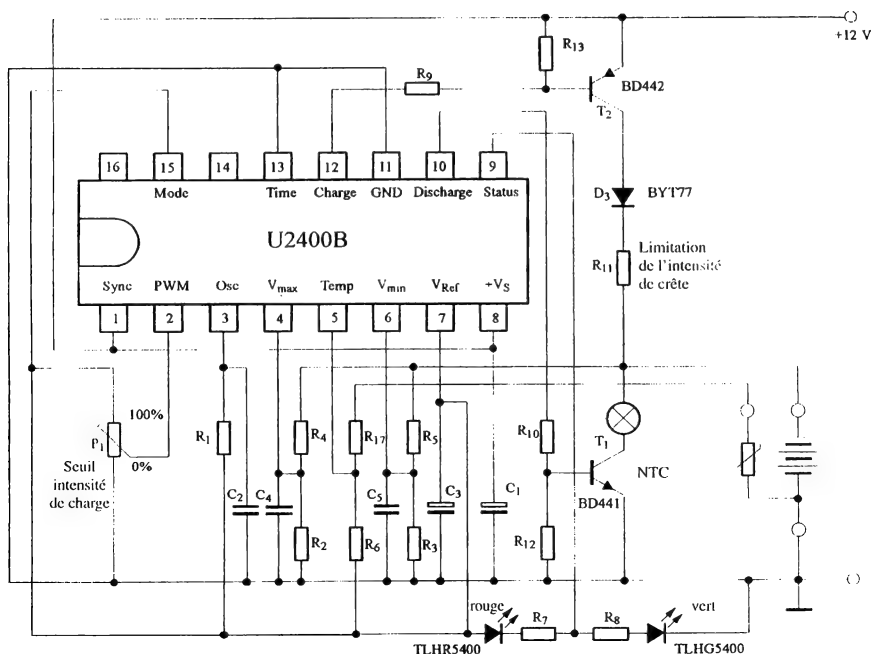 +12 V
R13
R9
BD442
T2
16 15 14 13 12 11 10 9
Mode Time Charge GND Discharge Status
D3 BYT77
U2400B
R11
Limitation
de l'intensité
de crête
Sync PWM Osc Vmax Temp Vmin VRef +VS
1 2 3 4 5 6 7 8
100%
P1
0%
Seuil
intensité
de charge
R1
R4
R17
R5
R10
T1
NTC
C2
C4
C5
C3
C1
BD441
R2
R6
R3
R12
rouge
R7
R8
vert
TLHR5400
TLHG5400